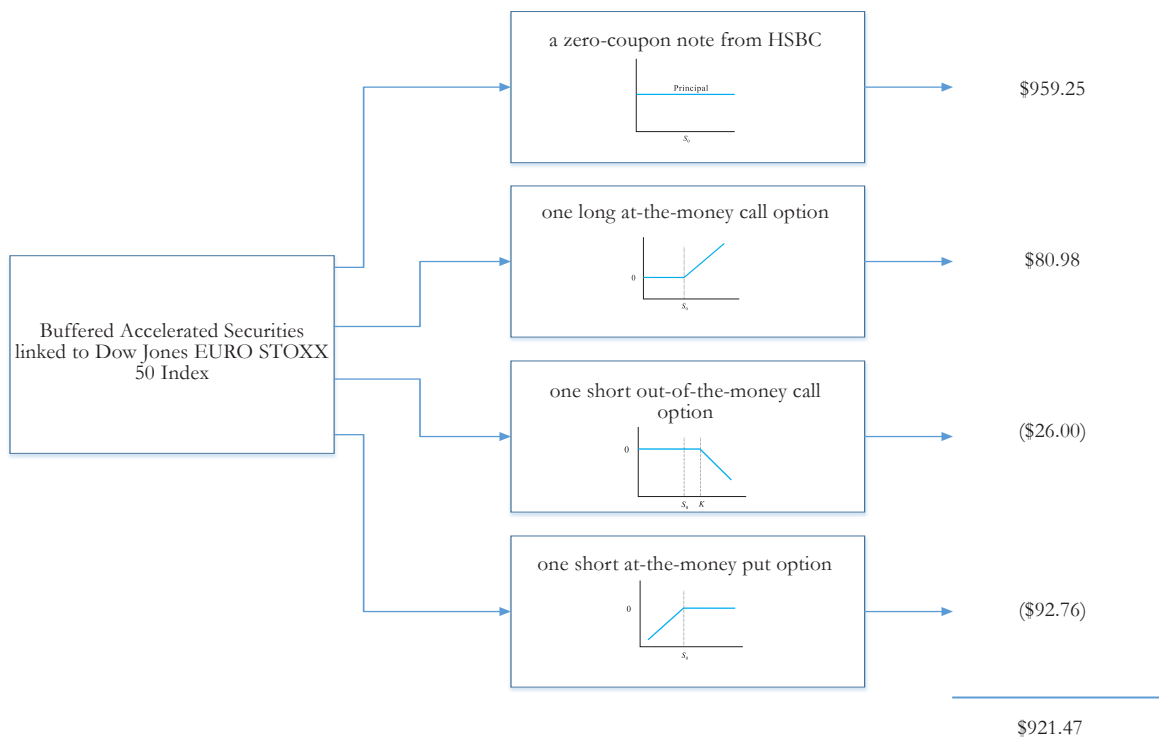 a zero-coupon note from HSBC
Principal
S₀
$959.25
one long at-the-money call option
0
S₀
$80.98
Buffered Accelerated Securities
linked to Dow Jones EURO STOXX
50 Index
one short out-of-the-money call
option
0
S₀ K
($26.00)
one short at-the-money put option
0
S₀
($92.76)
$921.47